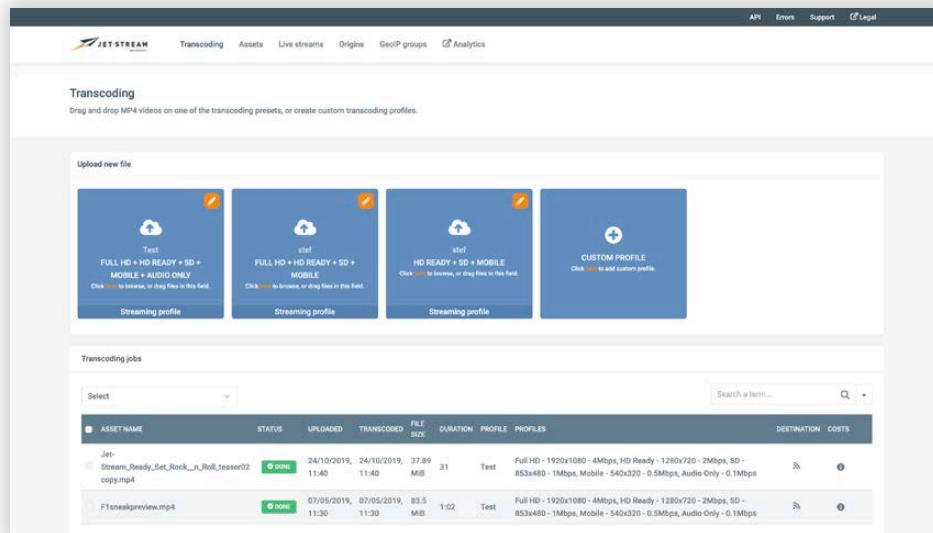 API Errors Support Legal
JET-STREAM Transcoding Assets Live streams Origins GeoIP groups Analytics
Transcoding
Drag and drop MP4 videos on one of the transcoding presets, or create custom transcoding profiles.
Upload new file
Test
FULL HD + HD READY + SD +
MOBILE + AUDIO ONLY
Click here to browse, or drag files in this field.
Streaming profile
stef
FULL HD + HD READY + SD +
MOBILE
Click here to browse, or drag files in this field.
Streaming profile
stef
HD READY + SD + MOBILE
Click here to browse, or drag files in this field.
Streaming profile
CUSTOM PROFILE
Click here to add custom profile.
Transcoding jobs
Select
Search a term...
ASSET NAME STATUS UPLOADED TRANSCODED FILE SIZE DURATION PROFILE PROFILES DESTINATION COSTS
Jet-
Stream_Ready_Set_Rock__n_Roll_teaser02
copy.mp4
DONE
24/10/2019,
11:40
24/10/2019,
11:40
37.89
MiB
31
Test
Full HD - 1920x1080 - 4Mbps, HD Ready - 1280x720 - 2Mbps, SD -
853x480 - 1Mbps, Mobile - 540x320 - 0.5Mbps, Audio Only - 0.1Mbps
F1sneakpreview.mp4
DONE
07/05/2019,
11:30
07/05/2019,
11:30
83.5
MiB
1:02
Test
Full HD - 1920x1080 - 4Mbps, HD Ready - 1280x720 - 2Mbps, SD -
853x480 - 1Mbps, Mobile - 540x320 - 0.5Mbps, Audio Only - 0.1Mbps